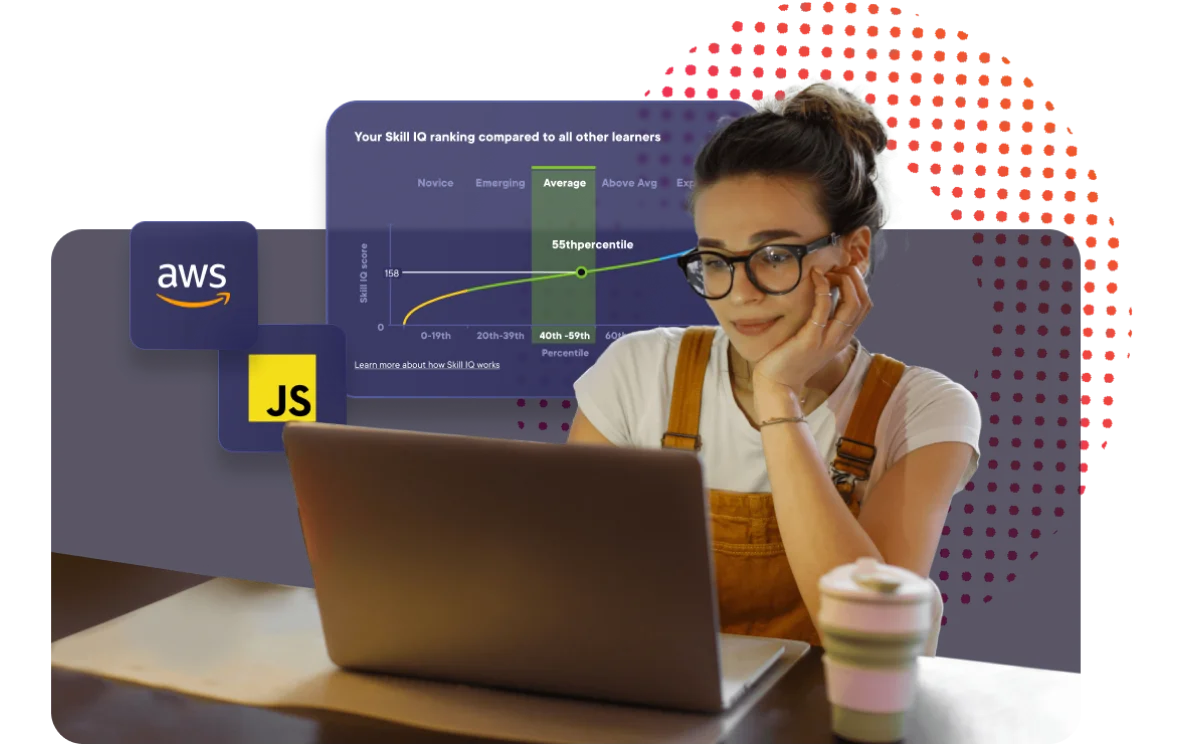 Your Skill IQ ranking compared to all other learners
Novice Emerging Average Above Avg
55thpercentile
Skill IQ score
158
0
0-19th 20th-39th 40th -59th
Percentile
Learn more about how Skill IQ works
aws
JS